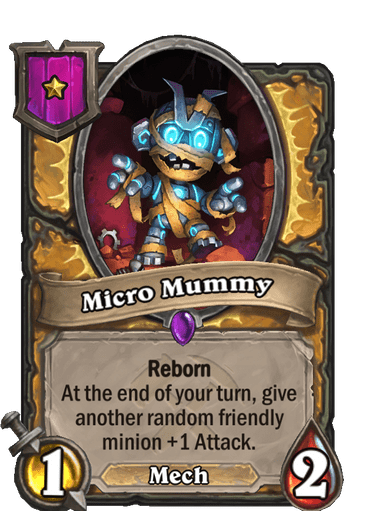 Micro Mummy
Reborn
At the end of your turn, give
another random friendly
minion +1 Attack.
1
Mech
2